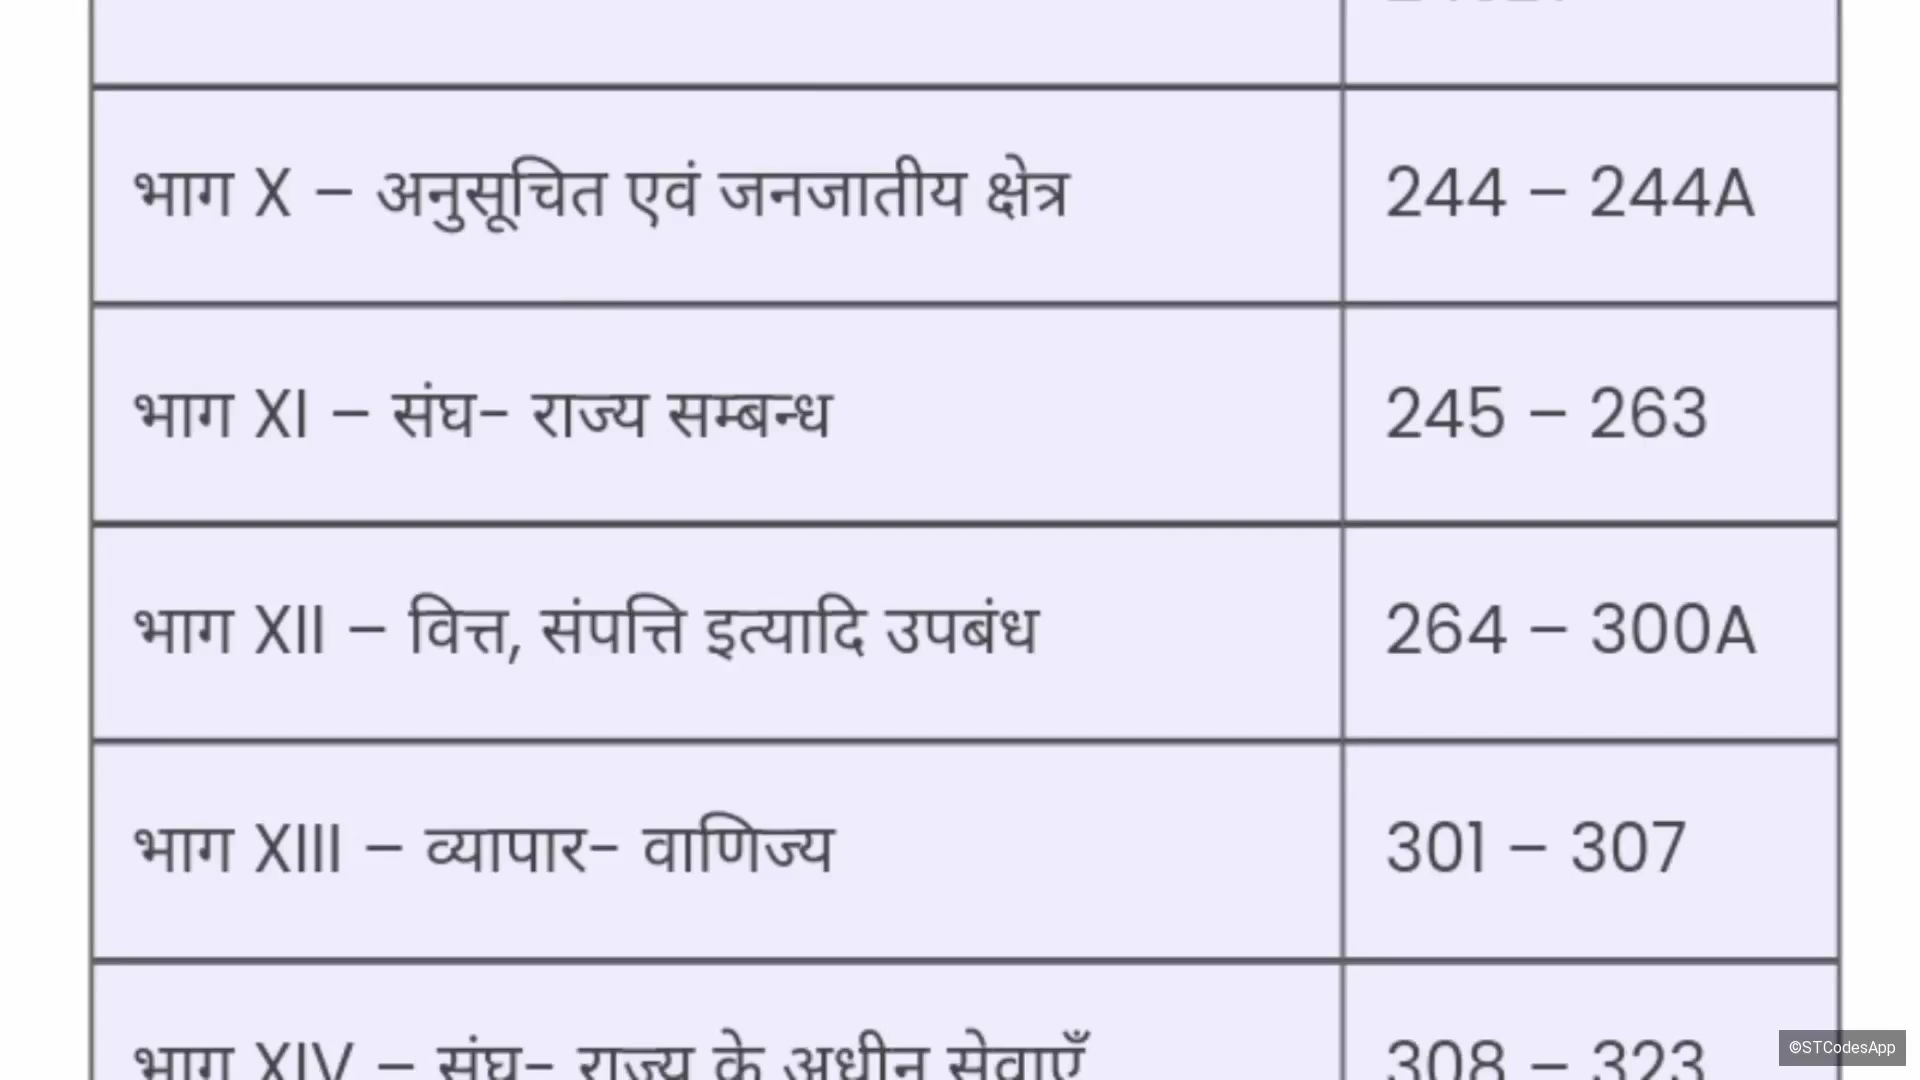 भाग X – अनुसूचित एवं जनजातीय क्षेत्र 244 – 244A
भाग XI – संघ- राज्य सम्बन्ध 245 – 263
भाग XII – वित्त, संपत्ति इत्यादि उपबंध 264 – 300A
भाग XIII – व्यापार- वाणिज्य 301 – 307
भाग XIV – संघ- राज्य के अधीन सेवाएँ 308 – 323
©STCodesApp